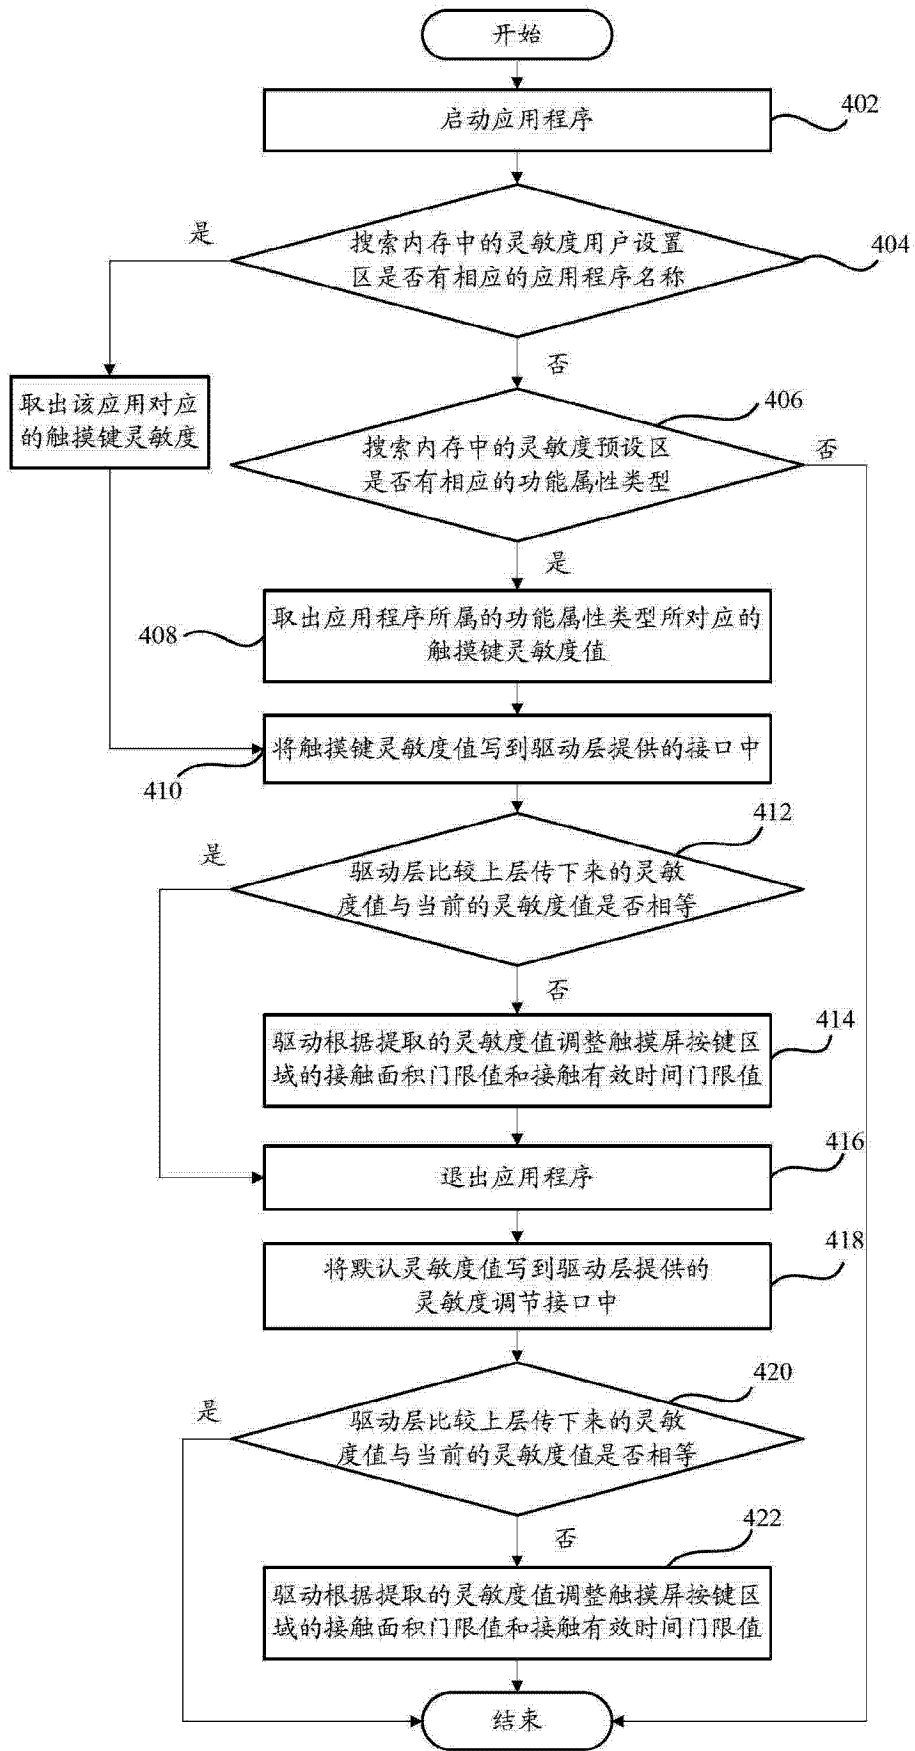 开始
启动应用程序
402
是
搜索内存中的灵敏度用户设置
区是否有相应的应用程序名称
404
否
取出该应用对应
的触摸键灵敏度
406
搜索内存中的灵敏度预设区
是否有相应的功能属性类型
否
是
408
取出应用程序所属的功能属性类型所对应的
触摸键灵敏度值
将触摸键灵敏度值写到驱动层提供的接口中
410
412
是
驱动层比较上层传下来的灵敏
度值与当前的灵敏度值是否相等
否
414
驱动根据提取的灵敏度值调整触摸屏按键区
域的接触面积门限值和接触有效时间门限值
416
退出应用程序
418
将默认灵敏度值写到驱动层提供的
灵敏度调节接口中
420
是
驱动层比较上层传下来的灵敏
度值与当前的灵敏度值是否相等
否
422
驱动根据提取的灵敏度值调整触摸屏按键区
域的接触面积门限值和接触有效时间门限值
结束